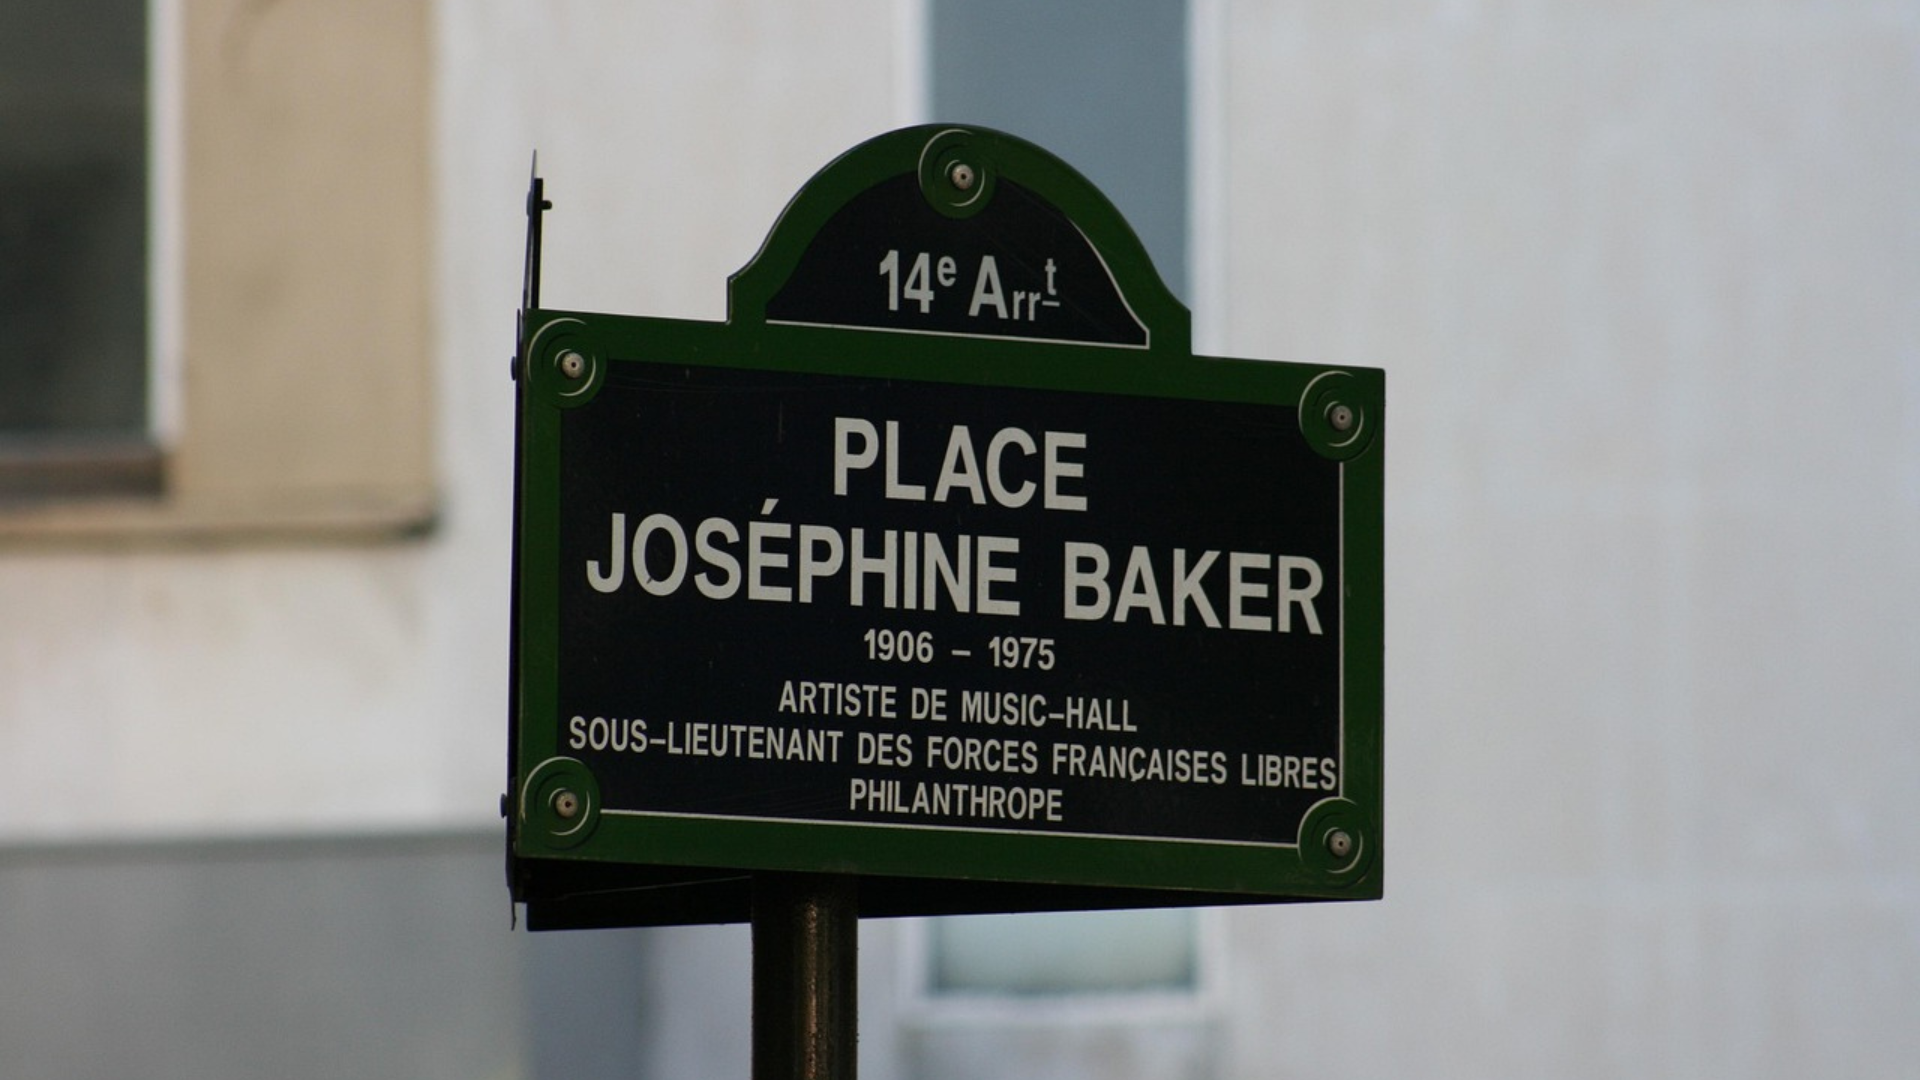 14e Arrt
PLACE
JOSÉPHINE BAKER
1906 – 1975
ARTISTE DE MUSIC–HALL
SOUS–LIEUTENANT DES FORCES FRANÇAISES LIBRES
PHILANTHROPE